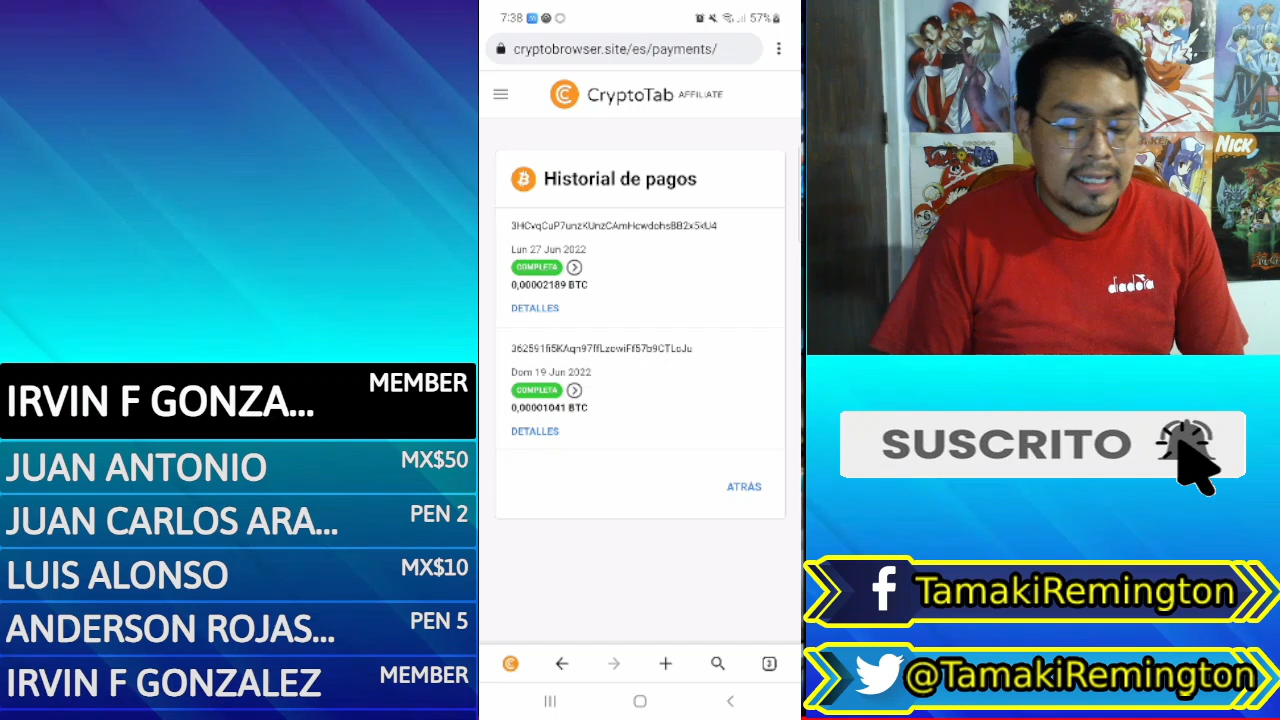 IRVIN F GONZA... MEMBER
JUAN ANTONIO MX$50
JUAN CARLOS ARA... PEN 2
LUIS ALONSO MX$10
ANDERSON ROJAS... PEN 5
IRVIN F GONZALEZ MEMBER
7:38 57%
cryptobrowser.site/es/payments/
CryptoTab AFFILIATE
Historial de pagos
Lun 27 Jun 2022
COMPLETA
0,00002189 BTC
DETALLES
Dom 19 Jun 2022
COMPLETA
0,00001041 BTC
DETALLES
ATRÁS
3
NICK
diadora
SUSCRITO
TamakiRemington
@TamakiRemington